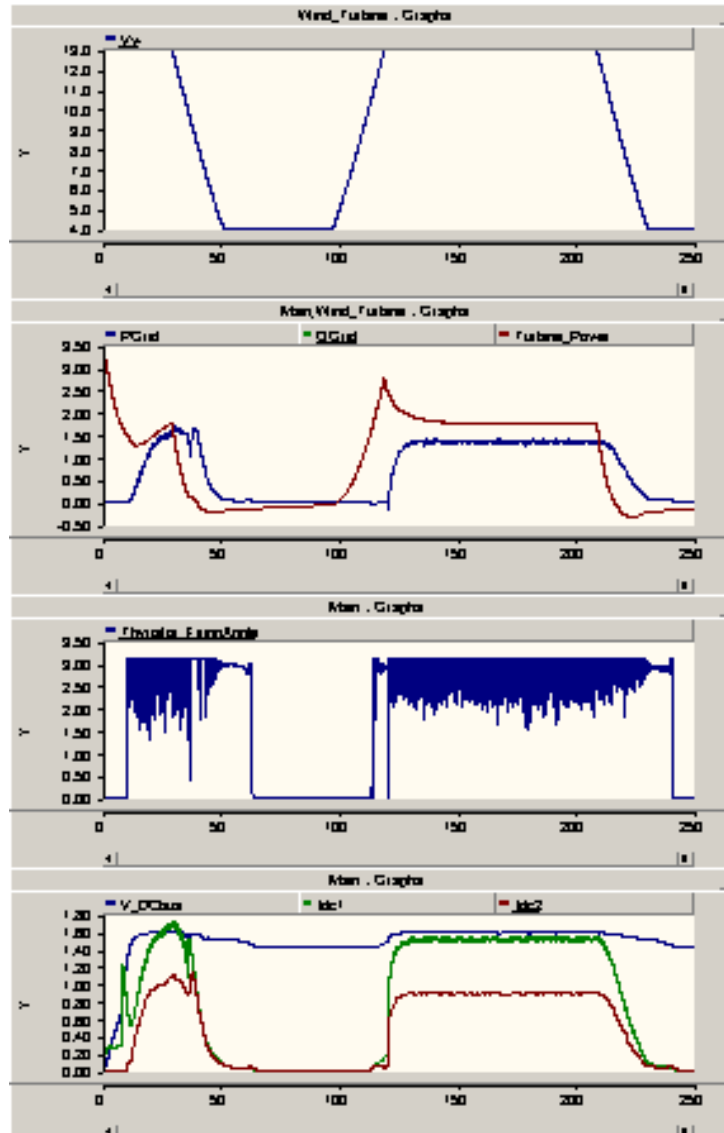 Wind_Turbine : Graphs
Vw
13.0
12.0
11.0
10.0
9.0
8.0
7.0
6.0
5.0
4.0
Y
0 50 100 150 200 250
Main,Wind_Turbine : Graphs
PGrid QGrid Turbine_Power
3.50
3.00
2.50
2.00
1.50
1.00
0.50
0.00
-0.50
Y
0 50 100 150 200 250
Main : Graphs
3.50
3.00
2.50
2.00
1.50
1.00
0.50
0.00
Y
0 50 100 150 200 250
Main : Graphs
V_DCbus Idc1 Idc2
1.80
1.60
1.40
1.20
1.00
0.80
0.60
0.40
0.20
0.00
Y
0 50 100 150 200 250